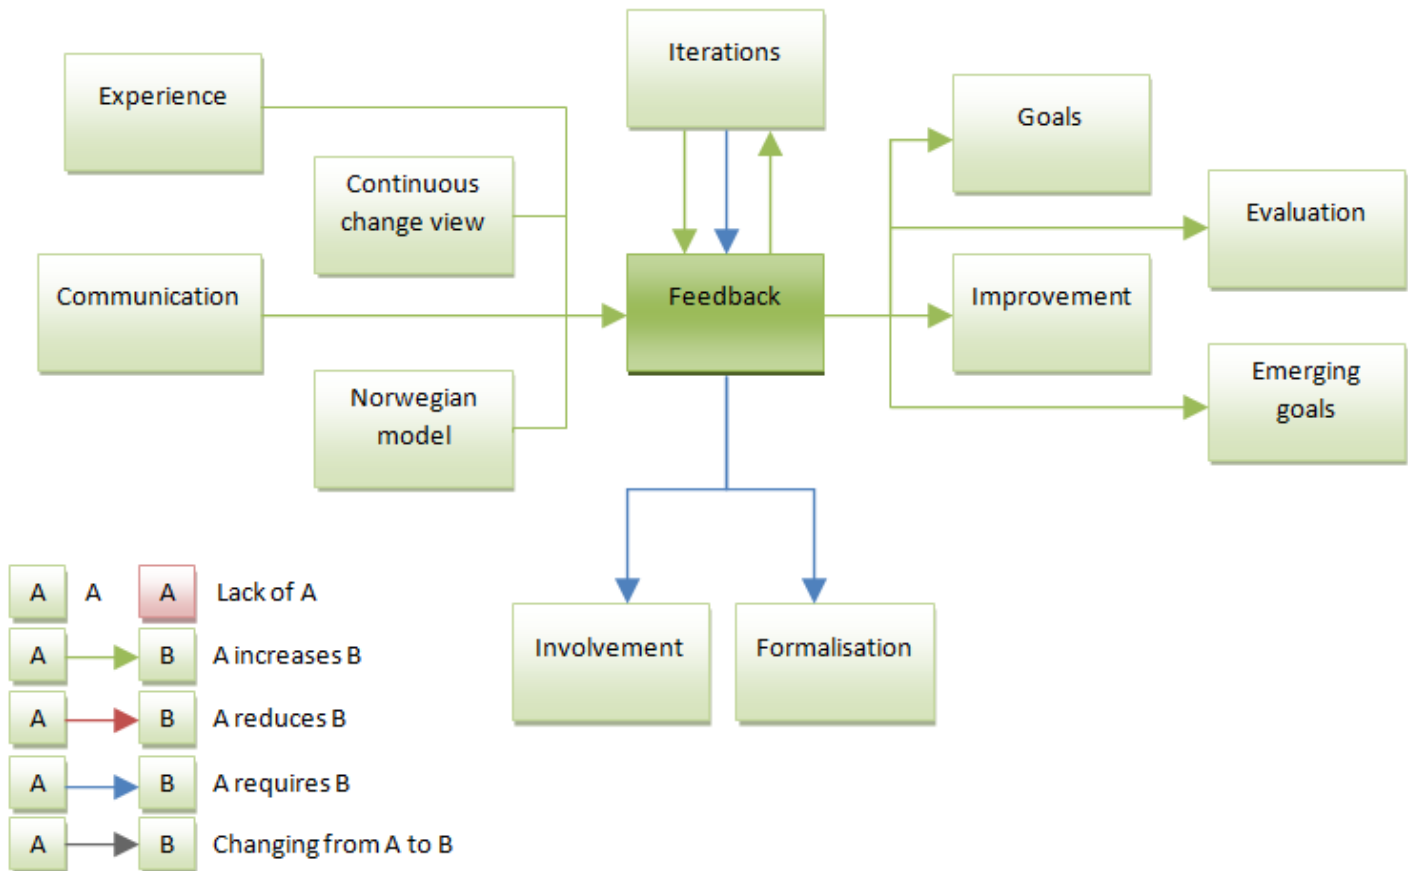 Iterations
Experience
Goals
Continuous
change view
Evaluation
Communication
Feedback
Improvement
Norwegian
model
Emerging
goals
Involvement
Formalisation
A A A Lack of A
A B A increases B
A B A reduces B
A B A requires B
A B Changing from A to B